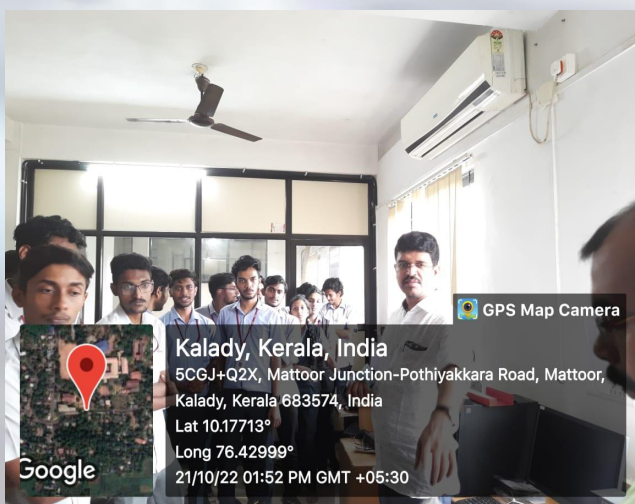 GPS Map Camera
Kalady, Kerala, India
5CGJ+Q2X, Mattoor Junction-Pothiyakkara Road, Mattoor,
Kalady, Kerala 683574, India
Lat 10.17713°
Long 76.42999°
21/10/22 01:52 PM GMT +05:30
Google